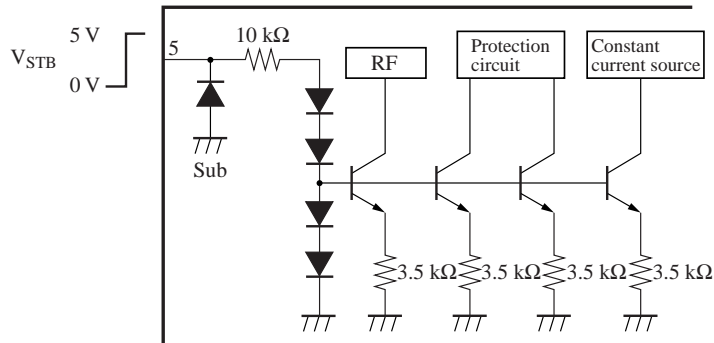 5 V
V_STB
0 V
5
10 kΩ
Sub
RF
Protection
circuit
Constant
current source
3.5 kΩ
3.5 kΩ
3.5 kΩ
3.5 kΩ